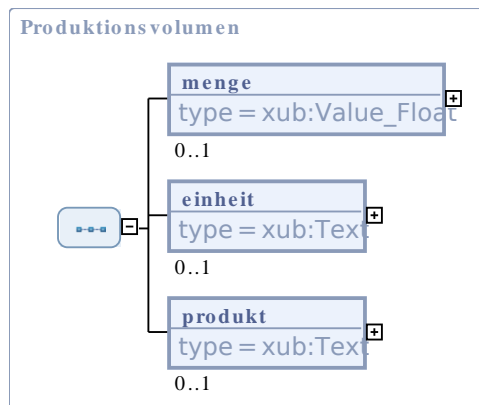 Produktionsvolumen
menge
type = xub:Value_Float
0..1
einheit
type = xub:Text
0..1
produkt
type = xub:Text
0..1